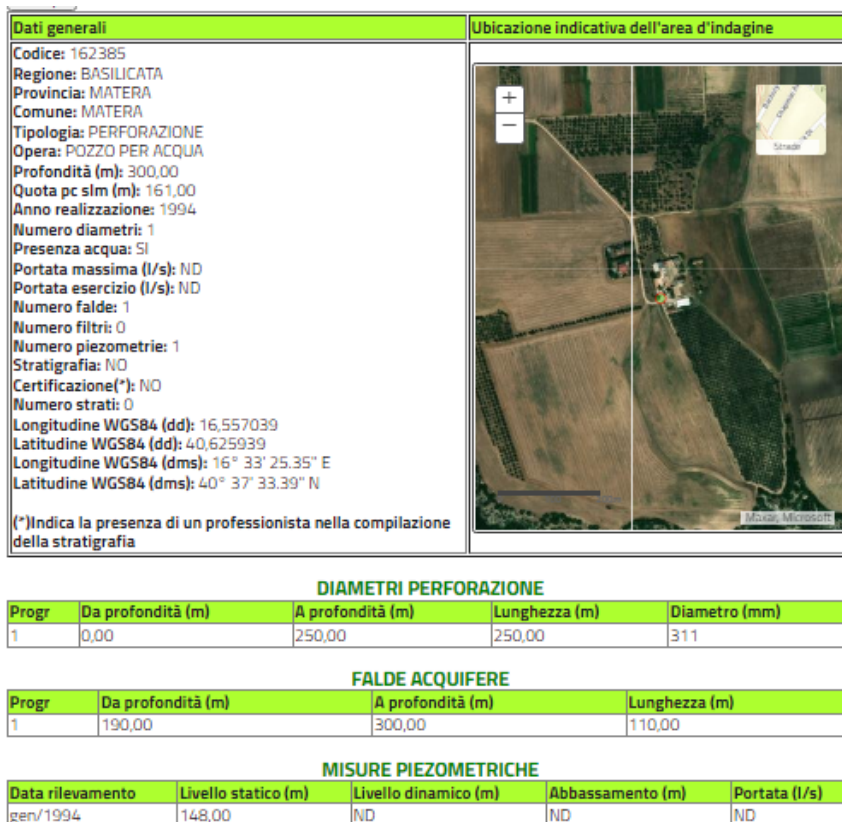 Dati generali
Ubicazione indicativa dell'area d'indagine
Codice: 162385
Regione: BASILICATA
Provincia: MATERA
Comune: MATERA
Tipologia: PERFORAZIONE
Opera: POZZO PER ACQUA
Profondità (m): 300,00
Quota pc slm (m): 161,00
Anno realizzazione: 1994
Numero diametri: 1
Presenza acqua: SI
Portata massima (l/s): ND
Portata esercizio (l/s): ND
Numero falde: 1
Numero filtri: 0
Numero piezometrie: 1
Stratigrafia: NO
Certificazione(*): NO
Numero strati: 0
Longitudine WGS84 (dd): 16,557039
Latitudine WGS84 (dd): 40,625939
Longitudine WGS84 (dms): 16° 33' 25.35" E
Latitudine WGS84 (dms): 40° 37' 33.39" N
(*)Indica la presenza di un professionista nella compilazione
della stratigrafia
+
−
Strade
Maxar, Microsoft
DIAMETRI PERFORAZIONE
Progr Da profondità (m) A profondità (m) Lunghezza (m) Diametro (mm)
1 0,00 250,00 250,00 311
FALDE ACQUIFERE
Progr Da profondità (m) A profondità (m) Lunghezza (m)
1 190,00 300,00 110,00
MISURE PIEZOMETRICHE
Data rilevamento Livello statico (m) Livello dinamico (m) Abbassamento (m) Portata (l/s)
gen/1994 148,00 ND ND ND